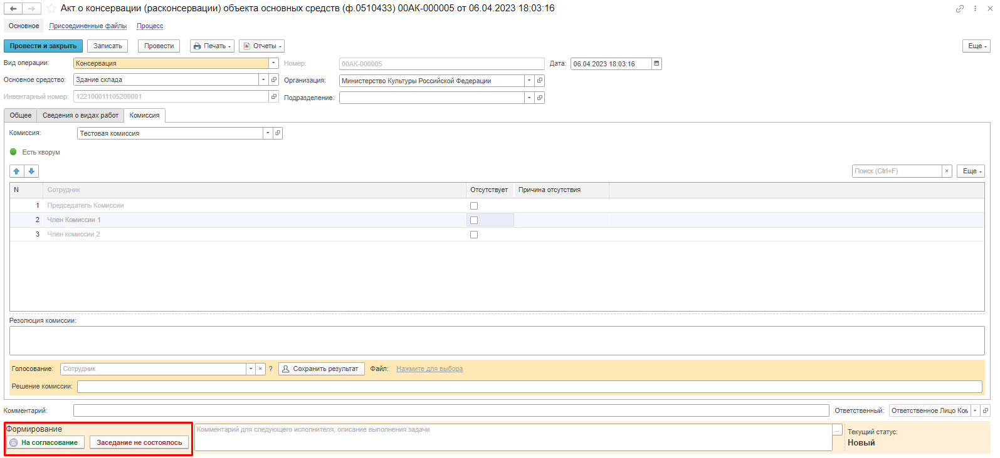 Акт о консервации (расконсервации) объекта основных средств (ф.0510433) 00АК-000005 от 06.04.2023 18:03:16
Основное Присоединенные файлы Процесс
Провести и закрыть Записать Провести Печать Отчеты Еще
Вид операции: Консервация Номер: 00АК-000005 Дата: 06.04.2023 18:03:16
Основное средство: Здание склада Организация: Министерство Культуры Российской Федерации
Инвентарный номер: 122100011105200001 Подразделение:
Общее Сведения о видах работ Комиссия
Комиссия: Тестовая комиссия
Есть кворум
Поиск (Ctrl+F) × Еще
N Сотрудник Отсутствует Причина отсутствия
1 Председатель Комиссии
2 Член Комиссии 1
3 Член комиссии 2
Резолюция комиссии:
Голосование: Сотрудник × ? Сохранить результат Файл: Нажмите для выбора
Решение комиссии:
Комментарий: Ответственный: Ответственное Лицо Ком
Формирование Комментарий для следующего исполнителя, описание выполнения задачи ... Текущий статус:
На согласование Заседание не состоялось Новый